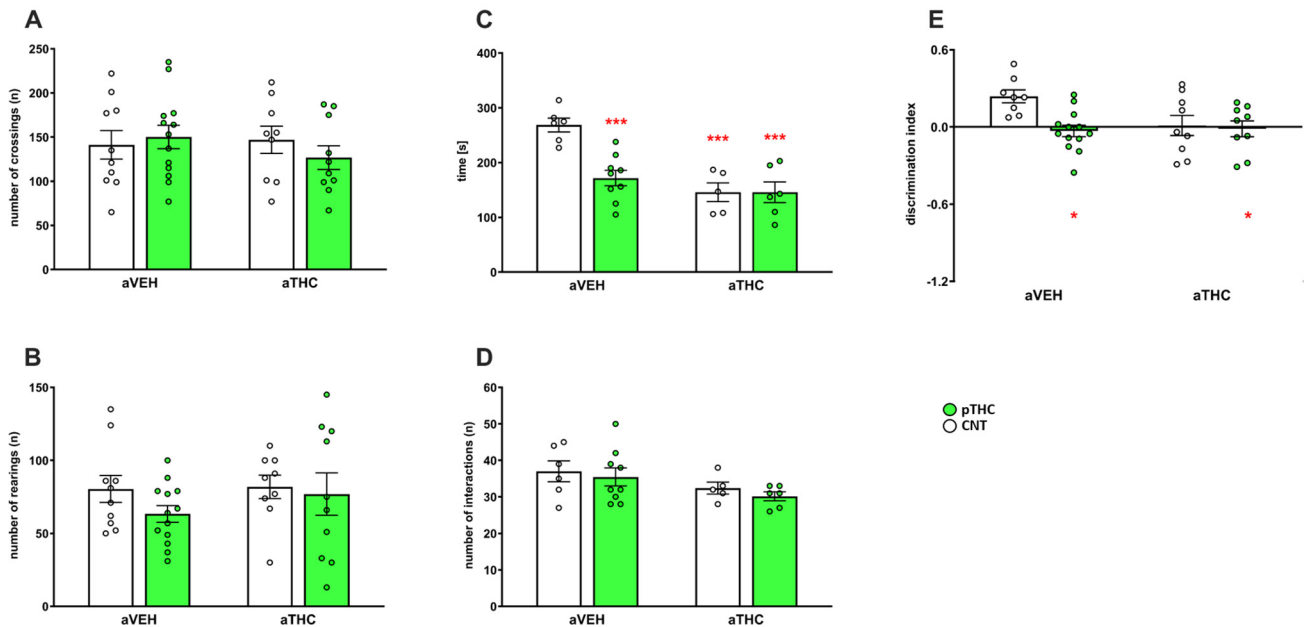 A
number of crossings (n)
250
200
150
100
50
0
aVEH
aTHC
C
time [s]
400
300
200
100
0
***
***
***
aVEH
aTHC
E
discrimination index
0.6
0.0
-0.6
-1.2
*
*
aVEH
aTHC
B
number of rearings (n)
150
100
50
0
aVEH
aTHC
D
number of interactions (n)
60
50
40
30
20
10
0
aVEH
aTHC
pTHC
CNT